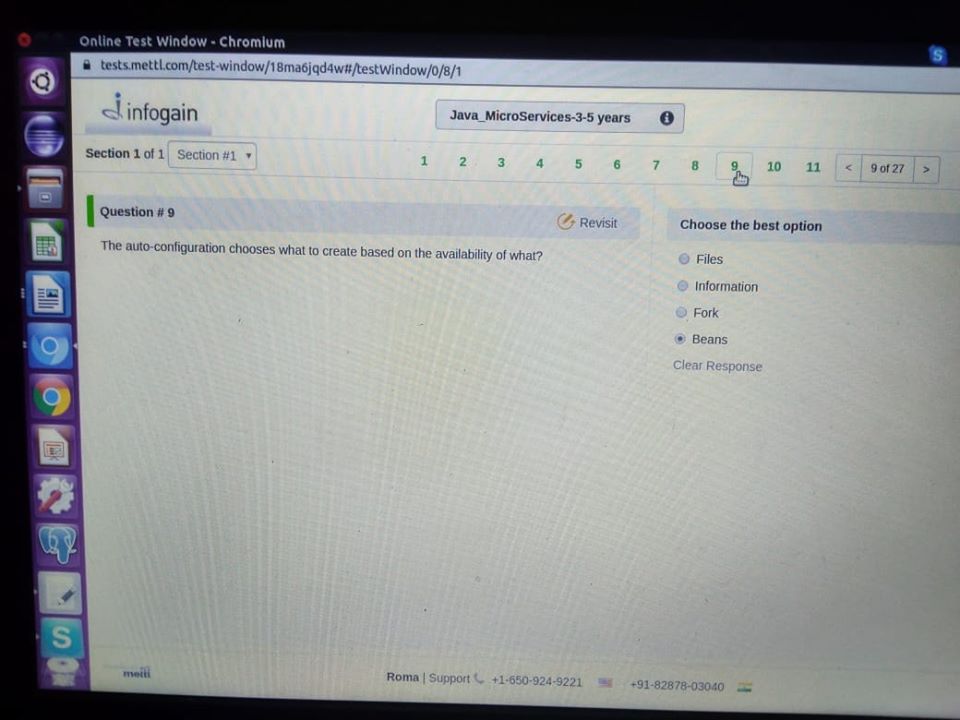 Online Test Window - Chromium
S
tests.mettl.com/test-window/18ma6jqd4w#/testWindow/0/8/1
infogain
Java_MicroServices-3-5 years
Section 1 of 1 Section #1
1 2 3 4 5 6 7 8 9 10 11 < 9 of 27 >
Question # 9
Revisit
Choose the best option
The auto-configuration chooses what to create based on the availability of what?
Files
Information
Fork
Beans
Clear Response
S
mettl
Roma | Support +1-650-924-9221 +91-82878-03040